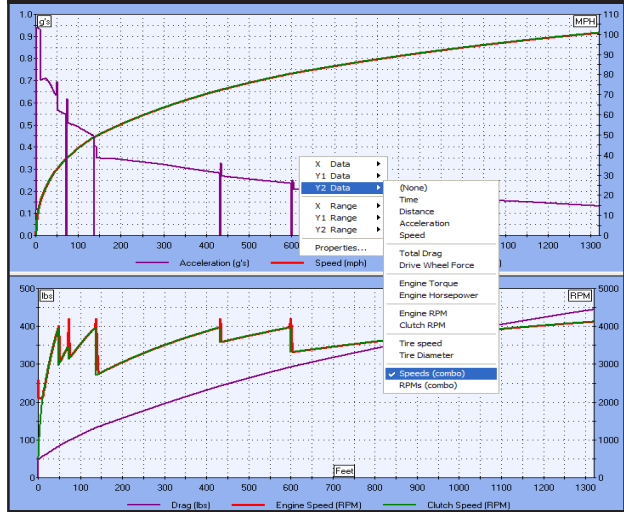 1.0 g's MPH 110
0.9 100
0.8 90
0.7 80
0.6 70
0.5 60
0.4 50
0.3 40
0.2 30
0.1 20
0.0 10
0
0 100 200 300 400 500 600 1100 1200 1300
Acceleration (g's) Speed (mph)
X Data
Y1 Data
Y2 Data
X Range
Y1 Range
Y2 Range
Properties...
(None)
Time
Distance
Acceleration
Speed
Total Drag
Drive Wheel Force
Engine Torque
Engine Horsepower
Engine RPM
Clutch RPM
Tire speed
Tire Diameter
Speeds (combo)
RPMs (combo)
500 lbs RPM 5000
400 4000
300 3000
200 2000
100 1000
0 0
Feet
0 100 200 300 400 500 600 700 800 900 1000 1100 1200 1300
Drag (lbs) Engine Speed (RPM) Clutch Speed (RPM)